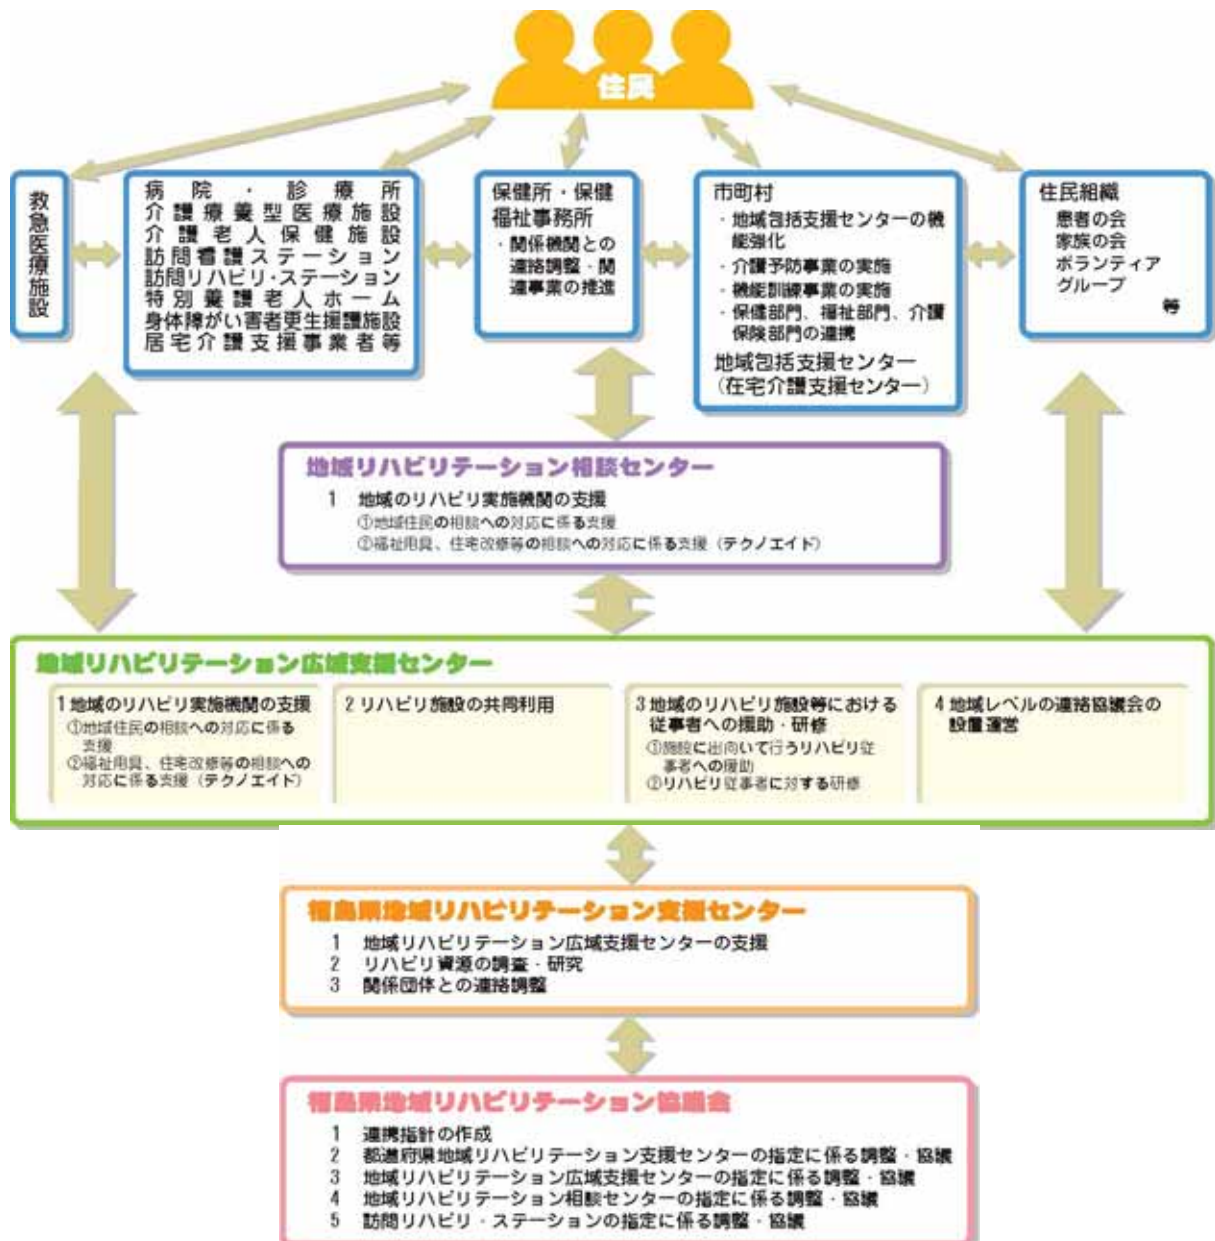 住民
救急医療施設
病院・診療所
介護療養型医療施設
介護老人保健施設
訪問看護ステーション
訪問リハビリ・ステーション
特別養護老人ホーム
身体障がい害者更生援護施設
居宅介護支援事業者等
保健所・保健
福祉事務所
・関係機関との
連絡調整・関
連事業の推進
市町村
・地域包括支援センターの機
能強化
・介護予防事業の実施
・機能訓練事業の実施
・保健部門、福祉部門、介護
保険部門の連携
地域包括支援センター
(在宅介護支援センター)
住民組織
患者の会
家族の会
ボランティア
グループ
等
地域リハビリテーション相談センター
1 地域のリハビリ実施機関の支援
①地域住民の相談への対応に係る支援
②福祉用具、住宅改修等の相談への対応に係る支援(テクノエイド)
地域リハビリテーション広域支援センター
1 地域のリハビリ実施機関の支援
①地域住民の相談への対応に係る
支援
②福祉用具、住宅改修等の相談への
対応に係る支援(テクノエイド)
2 リハビリ施設の共同利用
3 地域のリハビリ施設等における
従事者への援助・研修
①施設に出向いて行うリハビリ従
事者への援助
②リハビリ従事者に対する研修
4 地域レベルの連絡協議会の
設置運営
福島県地域リハビリテーション支援センター
1 地域リハビリテーション広域支援センターの支援
2 リハビリ資源の調査・研究
3 関係団体との連絡調整
福島県地域リハビリテーション協議会
1 連携指針の作成
2 都道府県地域リハビリテーション支援センターの指定に係る調整・協議
3 地域リハビリテーション広域支援センターの指定に係る調整・協議
4 地域リハビリテーション相談センターの指定に係る調整・協議
5 訪問リハビリ・ステーションの指定に係る調整・協議